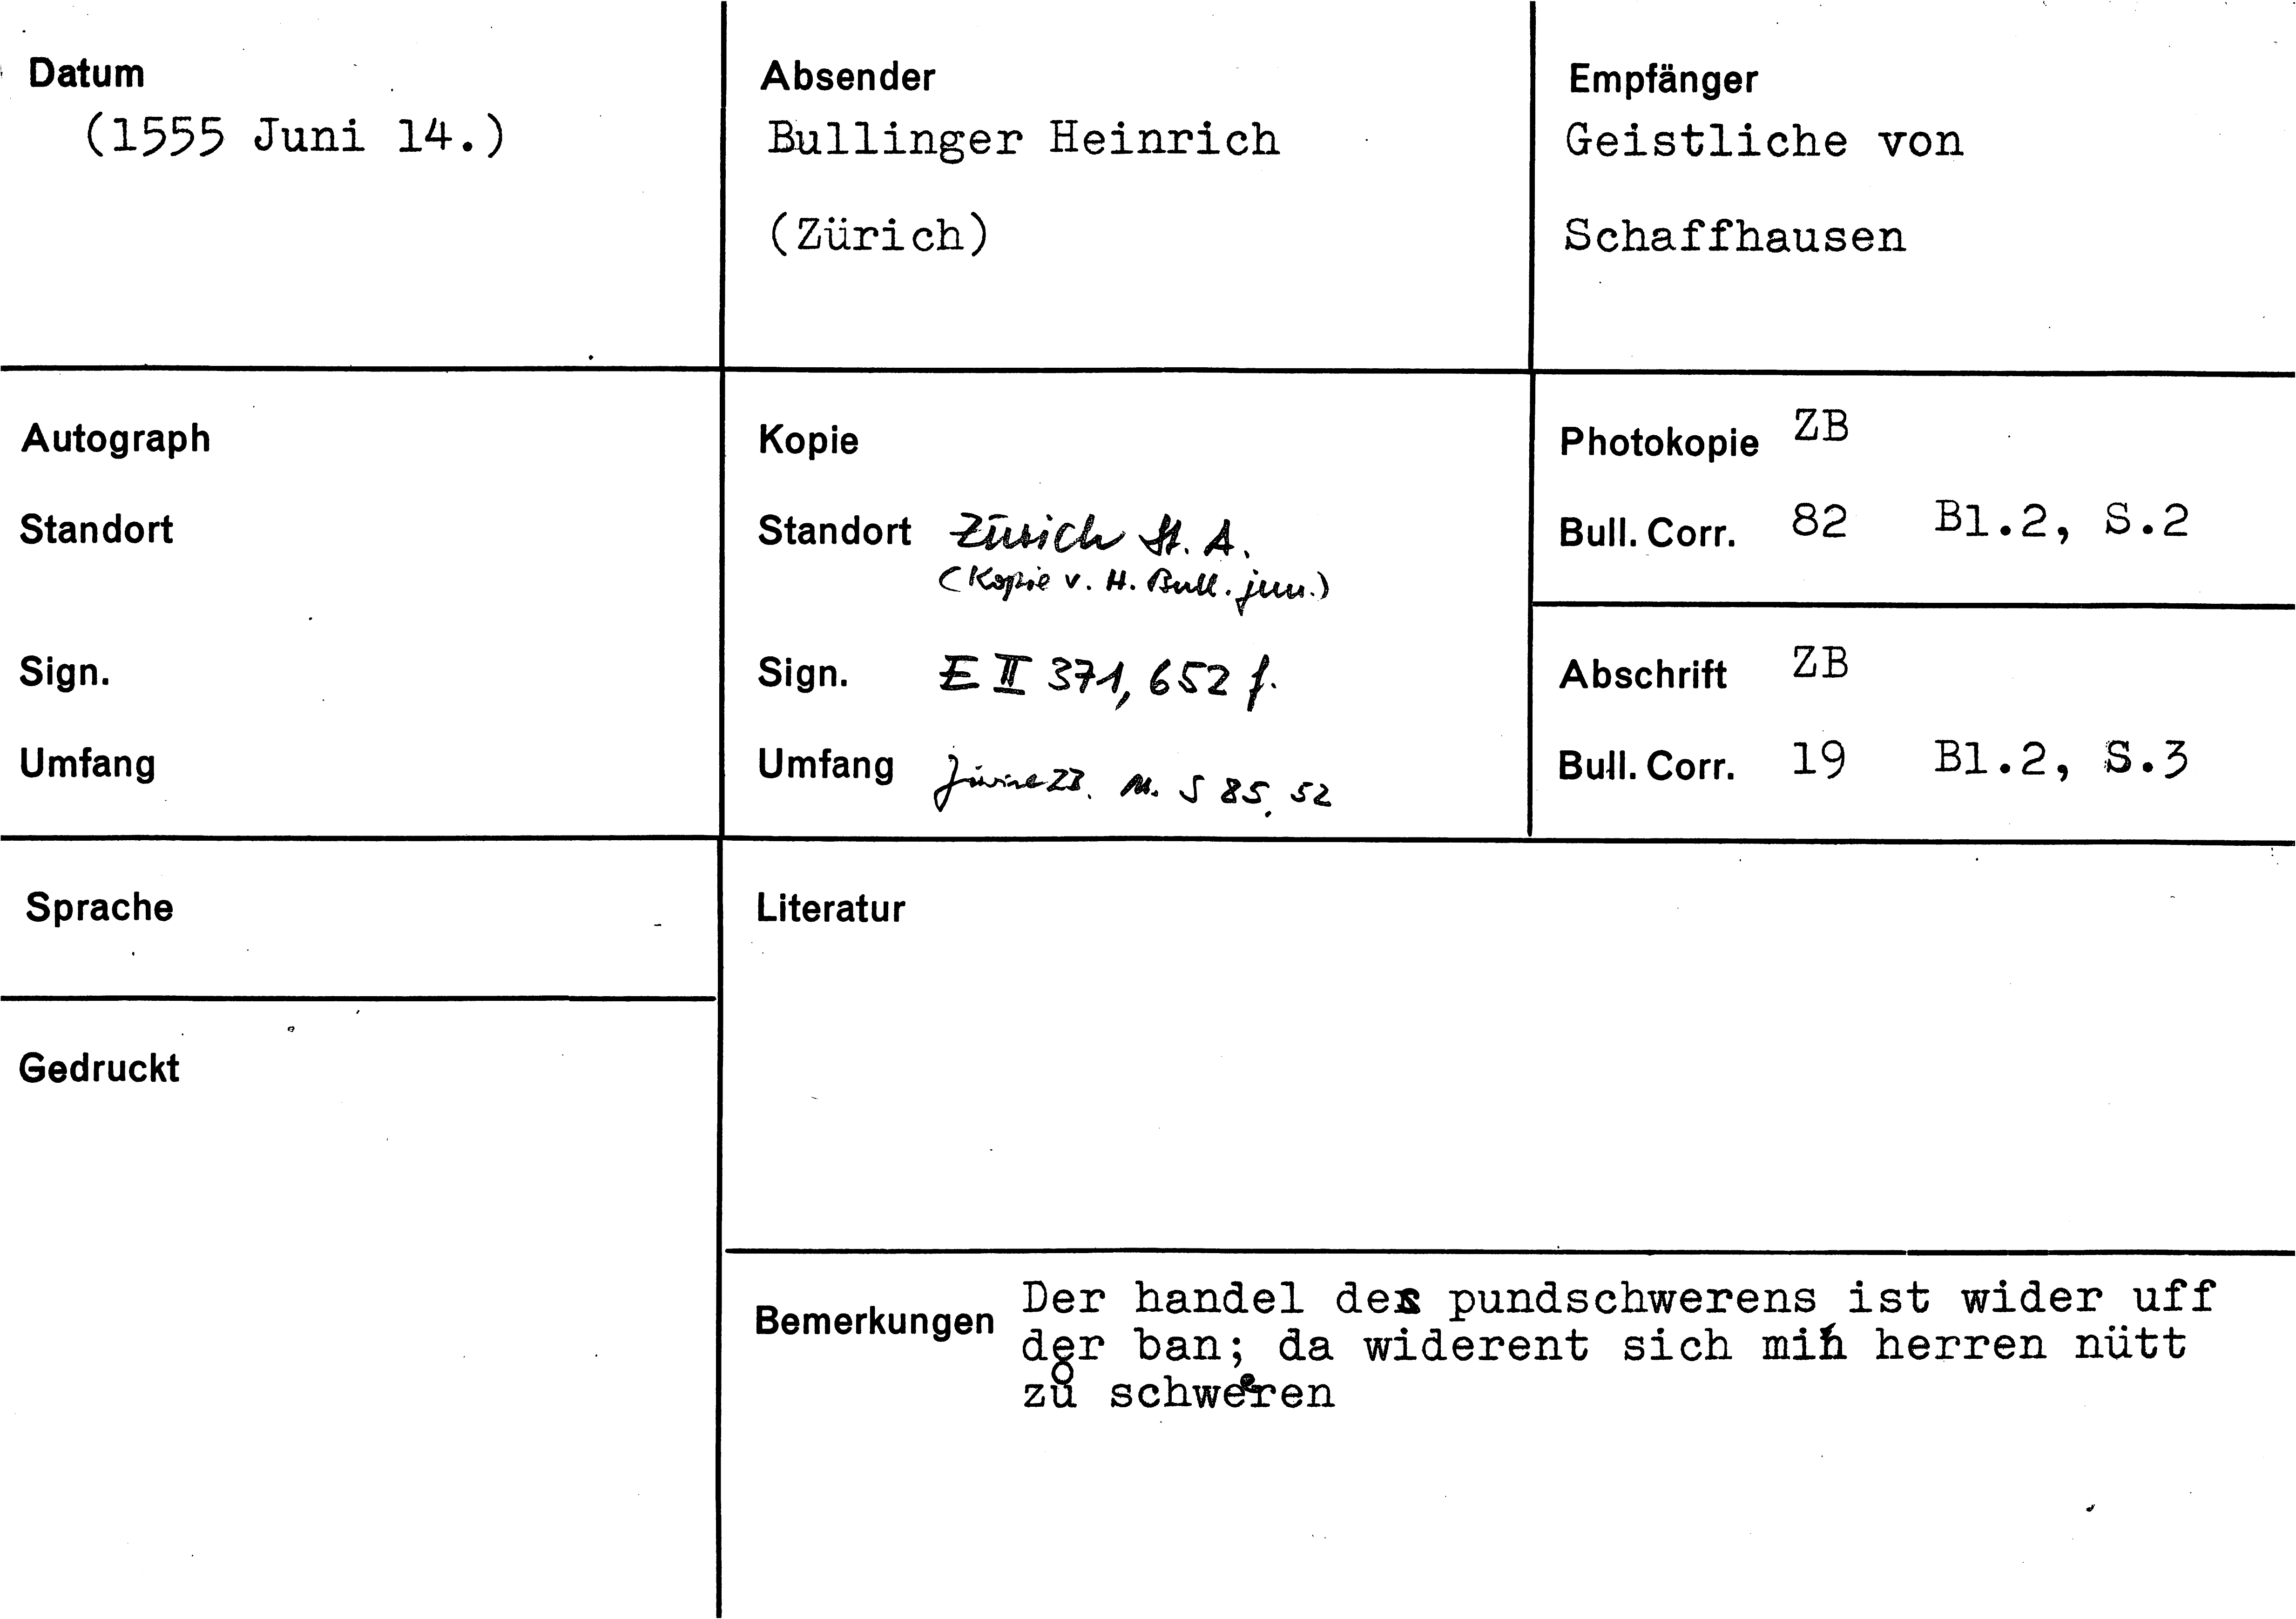 Datum
(1555 Juni 14.)
Absender
Bullinger Heinrich
(Zürich)
Empfänger
Geistliche von
Schaffhausen
Autograph
Standort
Sign.
Umfang
Kopie
Standort Zürich St. A.
(Kopie v. H. Bull. jun.)
Sign. E II 371, 652 f.
Umfang Zürich ZB. M. S 85, 52
Photokopie ZB
Bull. Corr. 82 Bl.2, S.2
Abschrift ZB
Bull. Corr. 19 Bl.2, S.3
Sprache
Gedruckt
Literatur
Bemerkungen Der handel des pundschwerens ist wider uff
der ban; da widerent sich min herren nütt
zů schweren